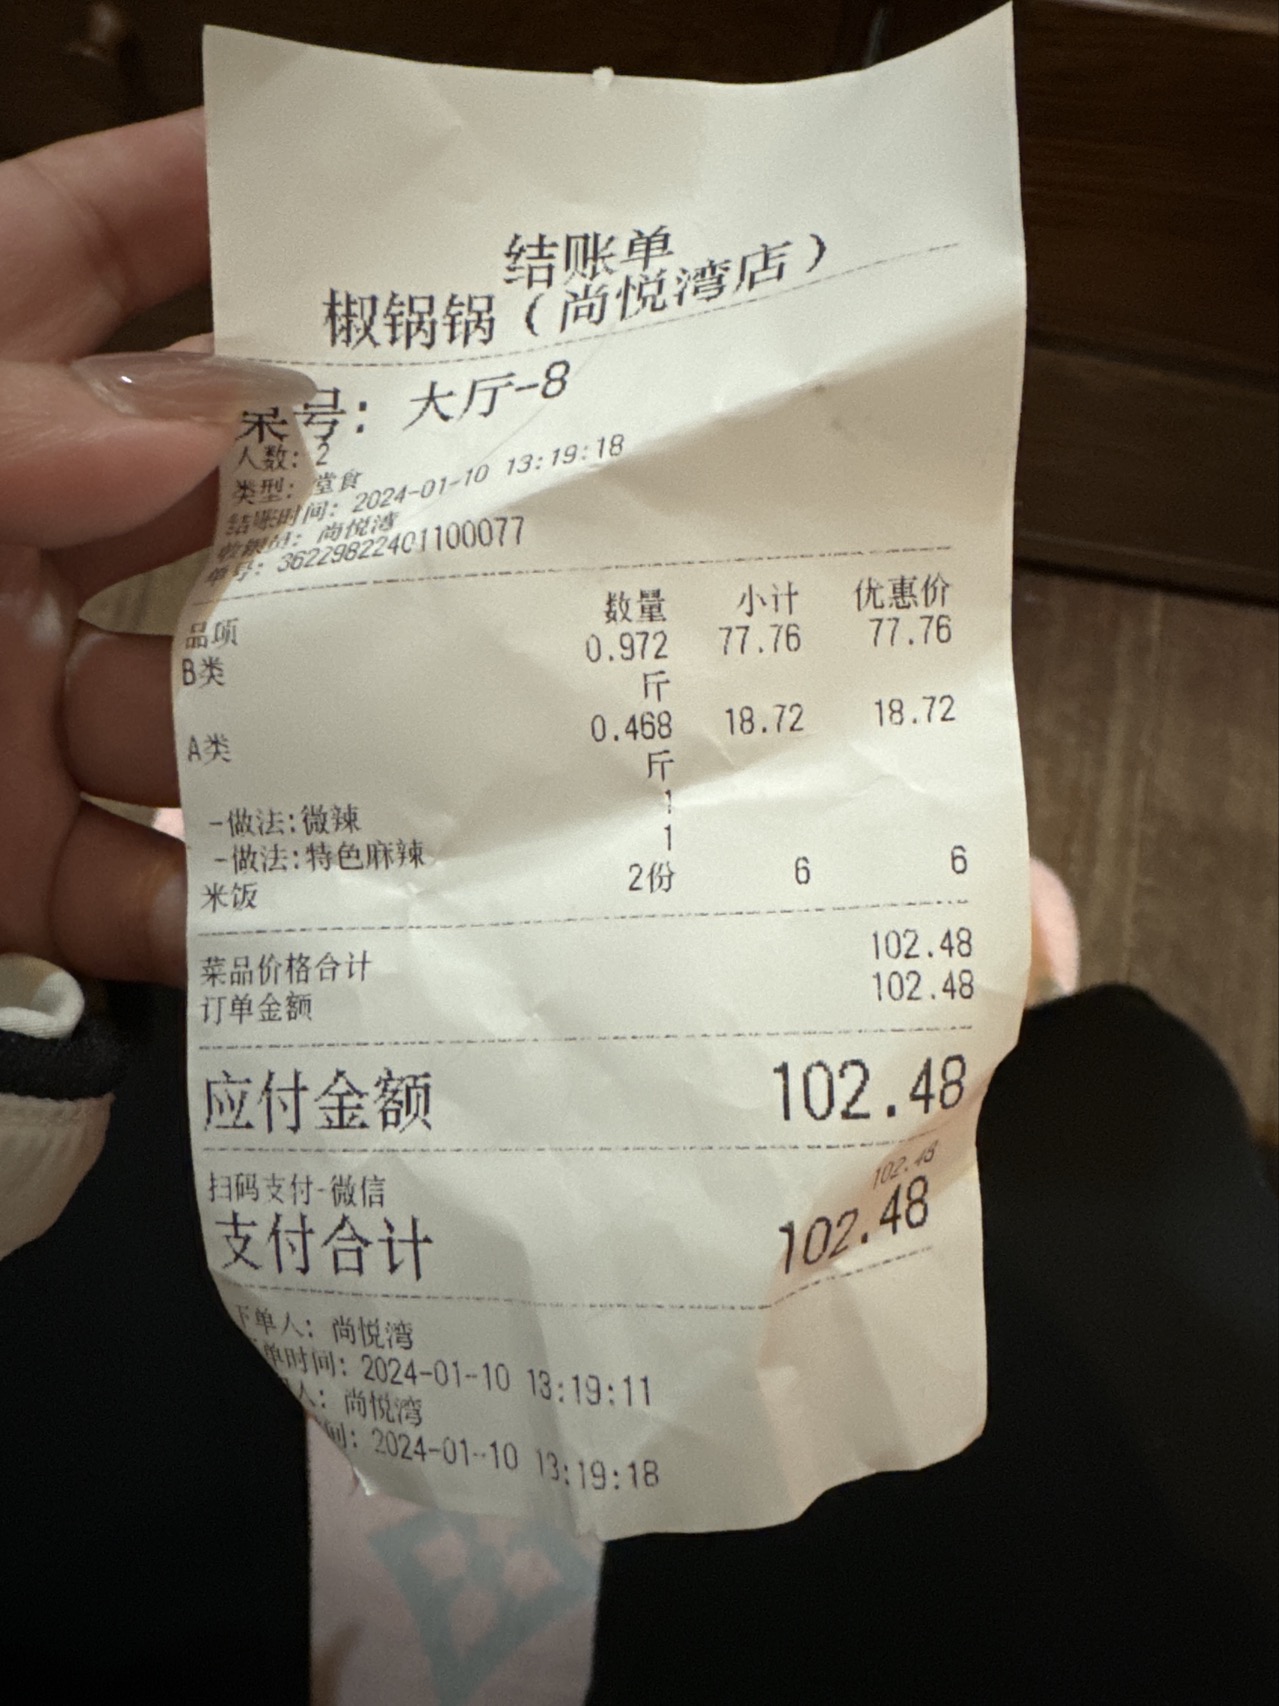 结账单
椒锅锅（尚悦湾店）
桌号：大厅-8
人数：2
类型：堂食
结账时间：2024-01-10 13:19:18
收银员：尚悦湾
单号：36229822401100077
品项 数量 小计 优惠价
B类 0.972 77.76 77.76
斤
A类 0.468 18.72 18.72
斤
-做法:微辣 1
-做法:特色麻辣 1
米饭 2份 6 6
菜品价格合计 102.48
订单金额 102.48
应付金额 102.48
扫码支付-微信 102.48
支付合计 102.48
下单人：尚悦湾
单时间：2024-01-10 13:19:11
人：尚悦湾
间：2024-01-10 13:19:18